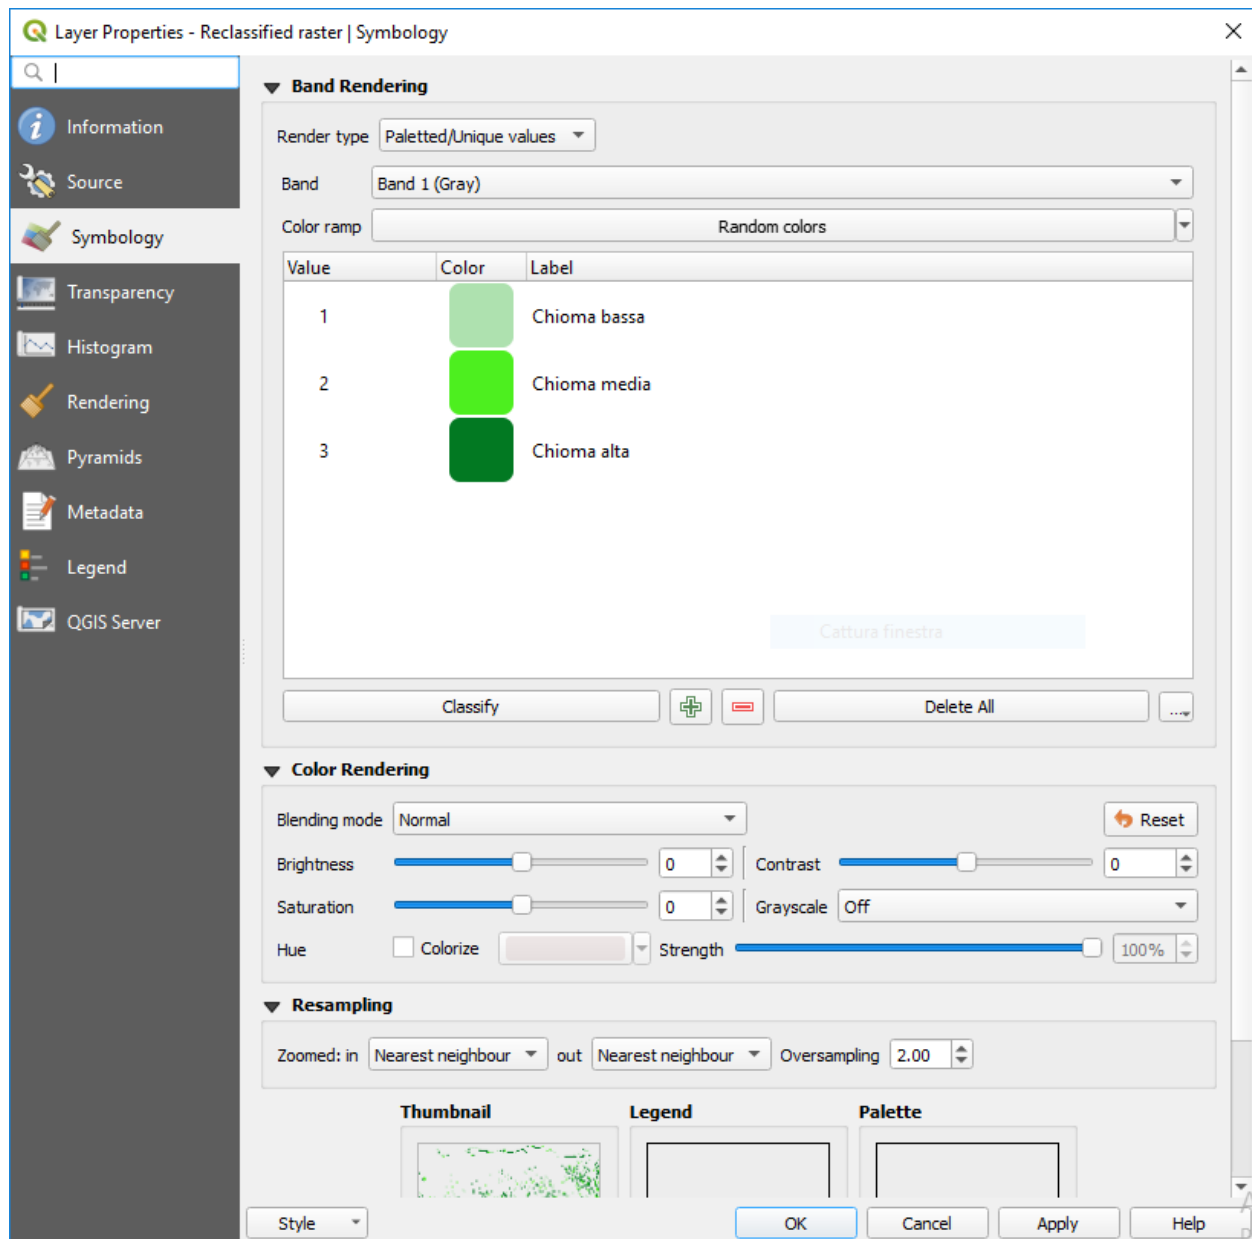 Layer Properties - Reclassified raster | Symbology
Information
Source
Symbology
Transparency
Histogram
Rendering
Pyramids
Metadata
Legend
QGIS Server
Band Rendering
Render type Paletted/Unique values
Band Band 1 (Gray)
Color ramp Random colors
Value Color Label
1 Chioma bassa
2 Chioma media
3 Chioma alta
Cattura finestra
Classify Delete All ...
Color Rendering
Blending mode Normal Reset
Brightness 0 Contrast 0
Saturation 0 Grayscale Off
Hue Colorize Strength 100%
Resampling
Zoomed: in Nearest neighbour out Nearest neighbour Oversampling 2.00
Thumbnail Legend Palette
Style OK Cancel Apply Help